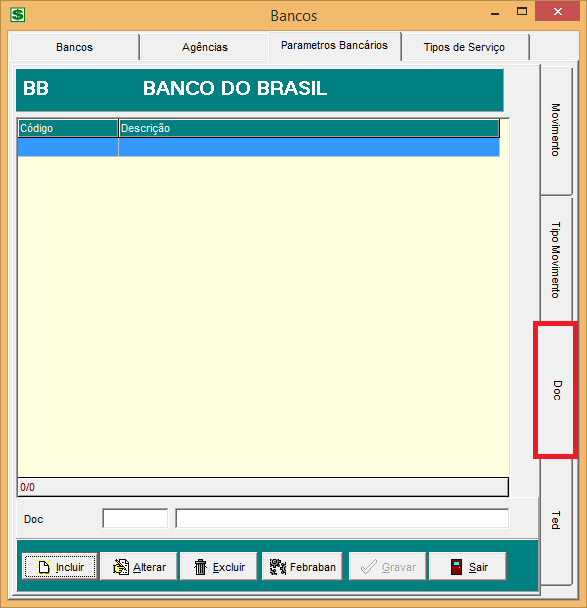 Bancos
Bancos Agências Parametros Bancários Tipos de Serviço
BB BANCO DO BRASIL
Código Descrição
0/0
Doc
Incluir Alterar Excluir Febraban Gravar Sair
Movimento
Tipo Movimento
Doc
Ted